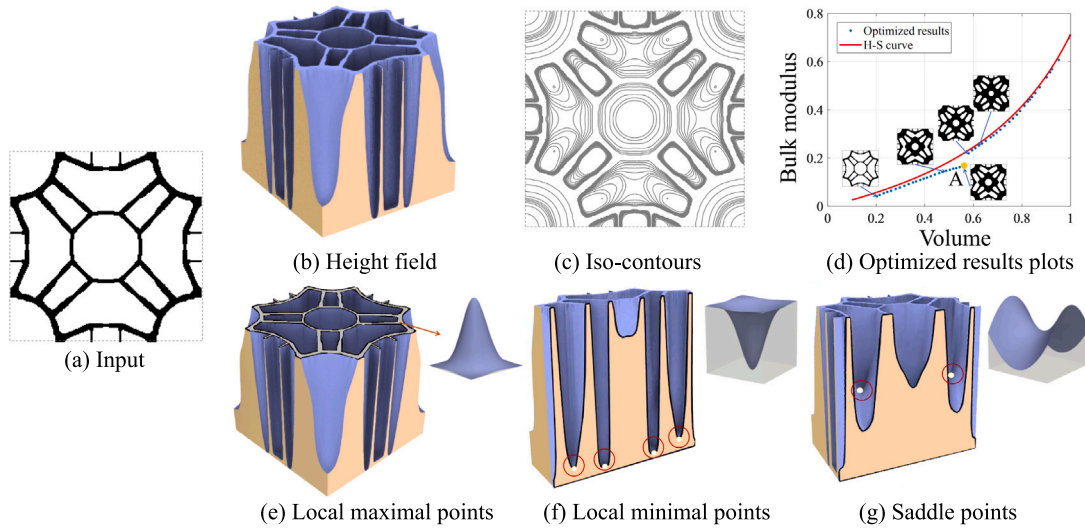 (a) Input
(b) Height field
(c) Iso-contours
Bulk modulus
0.8
0.6
0.4
0.2
0
Optimized results
H-S curve
A
0 0.2 0.4 0.6 0.8 1
Volume
(d) Optimized results plots
(e) Local maximal points
(f) Local minimal points
(g) Saddle points